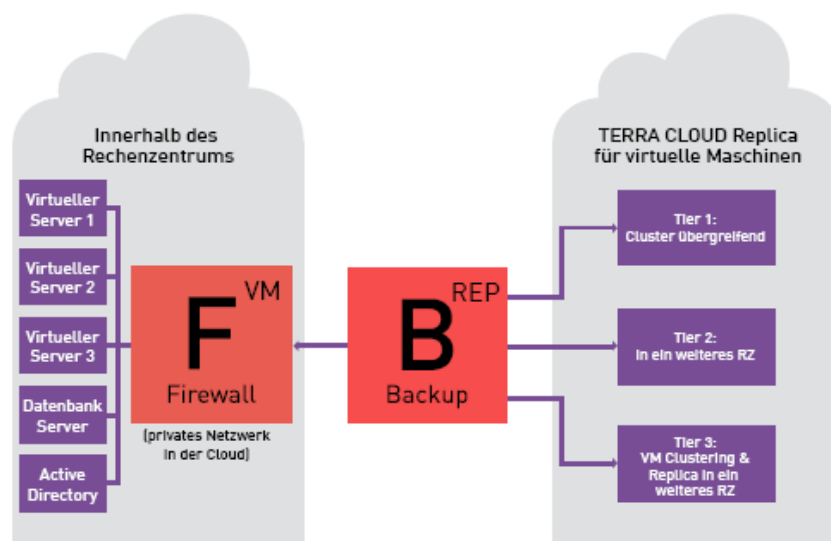 Innerhalb des
Rechenzentrums
Virtueller
Server 1
Virtueller
Server 2
Virtueller
Server 3
Datenbank
Server
Active
Directory
VM
F
Firewall
(privates Netzwerk
in der Cloud)
REP
B
Backup
TERRA CLOUD Replica
für virtuelle Maschinen
Tier 1:
Cluster übergreifend
Tier 2:
In ein weiteres RZ
Tier 3:
VM Clustering &
Replica in ein
weiteres RZ